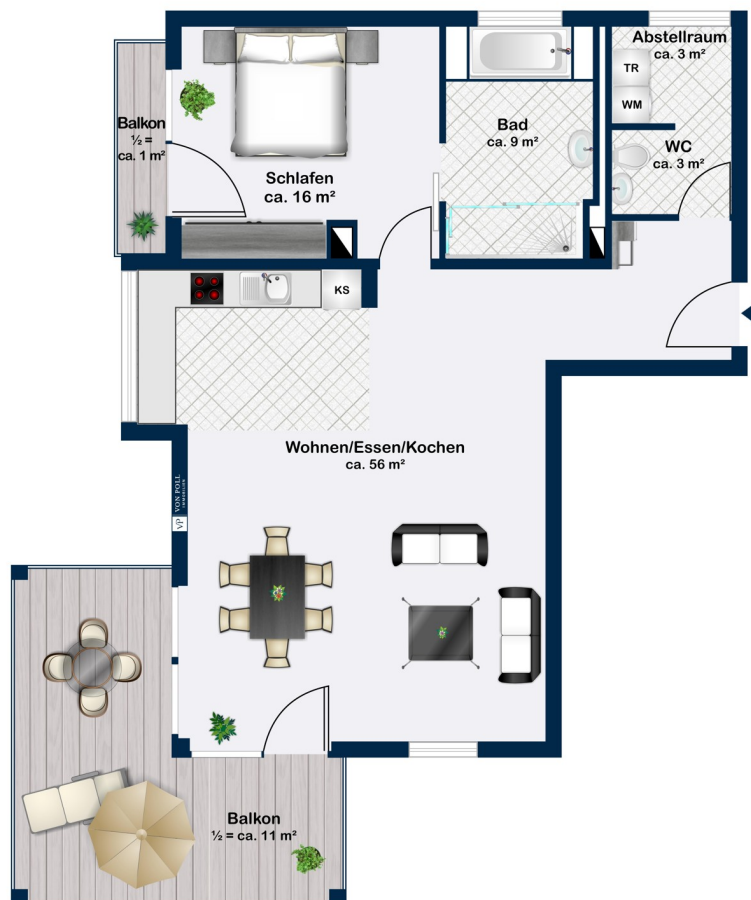 Abstellraum
ca. 3 m²
TR
WM
Balkon
½ =
ca. 1 m²
Bad
ca. 9 m²
WC
ca. 3 m²
Schlafen
ca. 16 m²
KS
Wohnen/Essen/Kochen
ca. 56 m²
VP VON POLL
IMMOBILIEN
Balkon
½ = ca. 11 m²